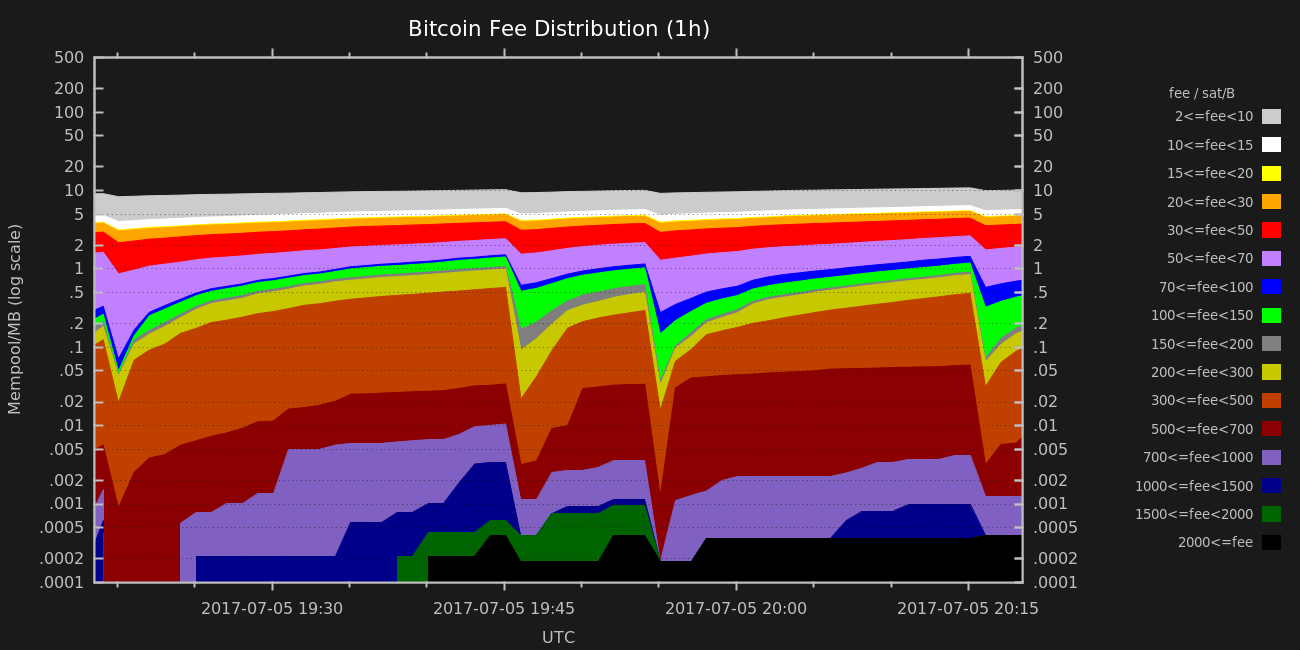 Bitcoin Fee Distribution (1h)
500
200
100
50
20
10
5
2
1
.5
.2
.1
.05
.02
.01
.005
.002
.001
.0005
.0002
.0001
Mempool/MB (log scale)
500
200
100
50
20
10
5
2
1
.5
.2
.1
.05
.02
.01
.005
.002
.001
.0005
.0002
.0001
2017-07-05 19:30
2017-07-05 19:45
2017-07-05 20:00
2017-07-05 20:15
UTC
fee / sat/B
2<=fee<10
10<=fee<15
15<=fee<20
20<=fee<30
30<=fee<50
50<=fee<70
70<=fee<100
100<=fee<150
150<=fee<200
200<=fee<300
300<=fee<500
500<=fee<700
700<=fee<1000
1000<=fee<1500
1500<=fee<2000
2000<=fee